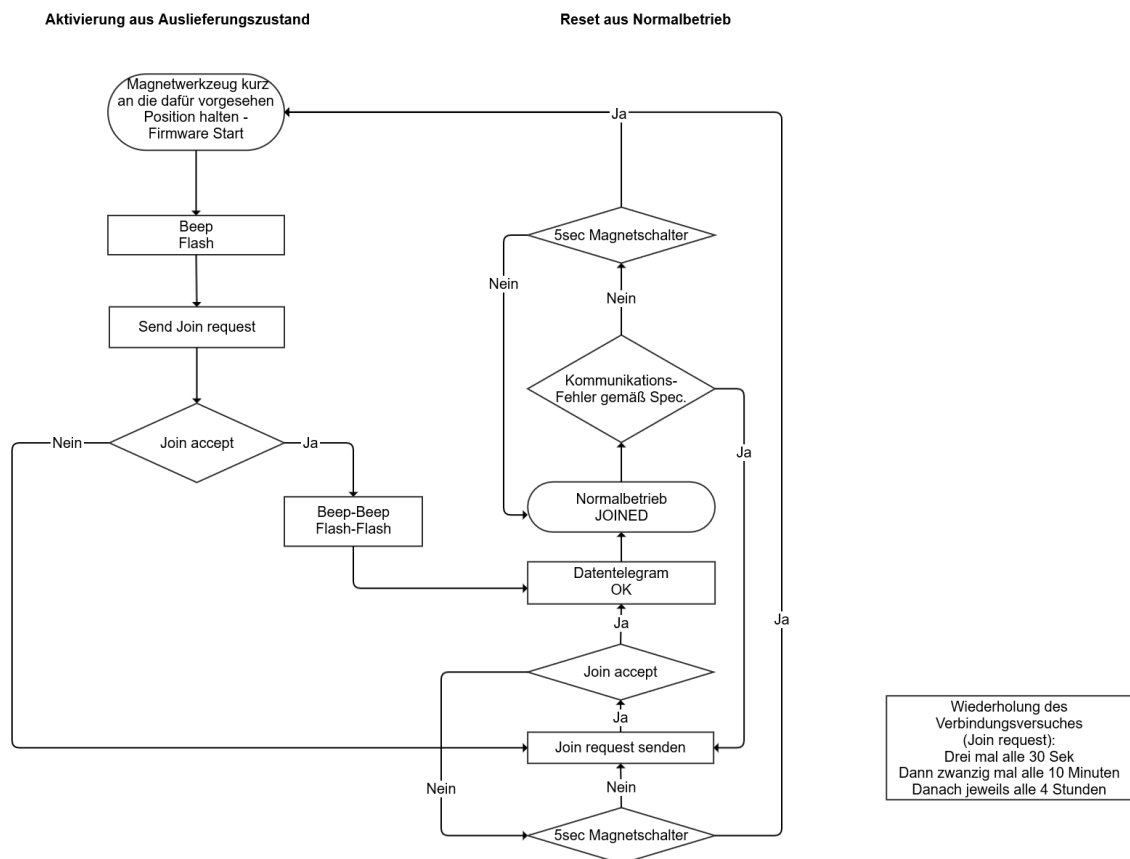 Aktivierung aus Auslieferungszustand
Reset aus Normalbetrieb
Magnetwerkzeug kurz
an die dafür vorgesehen
Position halten -
Firmware Start
Beep
Flash
Send Join request
Join accept
Nein
Ja
Beep-Beep
Flash-Flash
Ja
5sec Magnetschalter
Nein
Nein
Kommunikations-
Fehler gemäß Spec.
Ja
Normalbetrieb
JOINED
Datentelegram
OK
Ja
Ja
Join accept
Ja
Join request senden
Nein
Nein
5sec Magnetschalter
Wiederholung des
Verbindungsversuches
(Join request):
Drei mal alle 30 Sek
Dann zwanzig mal alle 10 Minuten
Danach jeweils alle 4 Stunden